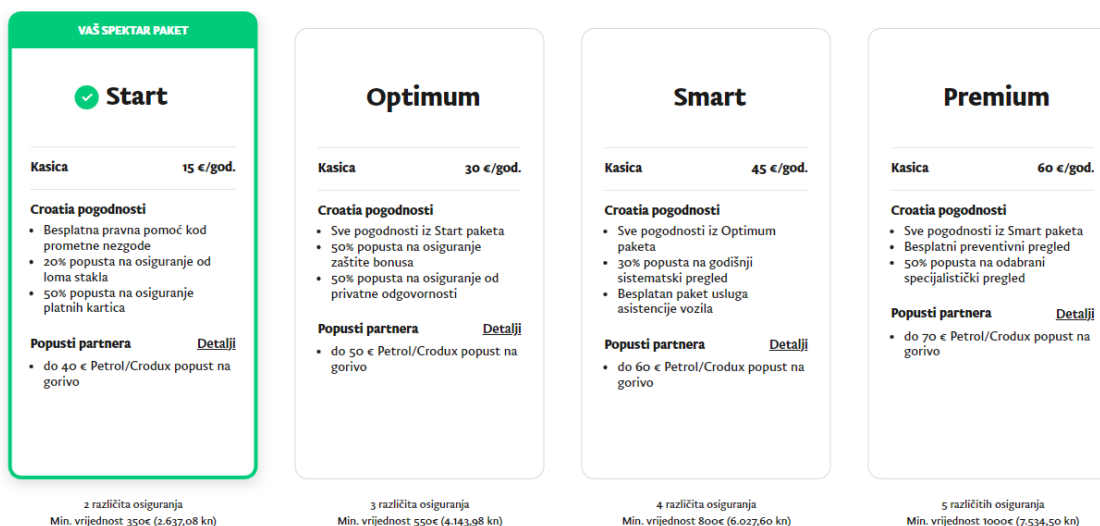 VAŠ SPEKTAR PAKET
Start
Kasica 15 €/god.
Croatia pogodnosti
• Besplatna pravna pomoć kod
prometne nezgode
• 20% popusta na osiguranje od
loma stakla
• 50% popusta na osiguranje
platnih kartica
Popusti partnera Detalji
• do 40 € Petrol/Crodux popust na
gorivo
2 različita osiguranja
Min. vrijednost 350€ (2.637,08 kn)
Optimum
Kasica 30 €/god.
Croatia pogodnosti
• Sve pogodnosti iz Start paketa
• 50% popusta na osiguranje
zaštite bonusa
• 50% popusta na osiguranje od
privatne odgovornosti
Popusti partnera Detalji
• do 50 € Petrol/Crodux popust na
gorivo
3 različita osiguranja
Min. vrijednost 550€ (4.143,98 kn)
Smart
Kasica 45 €/god.
Croatia pogodnosti
• Sve pogodnosti iz Optimum
paketa
• 30% popusta na godišnji
sistematski pregled
• Besplatan paket usluga
asistencije vozila
Popusti partnera Detalji
• do 60 € Petrol/Crodux popust na
gorivo
4 različita osiguranja
Min. vrijednost 800€ (6.027,60 kn)
Premium
Kasica 60 €/god.
Croatia pogodnosti
• Sve pogodnosti iz Smart paketa
• Besplatni preventivni pregled
• 50% popusta na odabrani
specijalistički pregled
Popusti partnera Detalji
• do 70 € Petrol/Crodux popust na
gorivo
5 različitih osiguranja
Min. vrijednost 1000€ (7.534,50 kn)